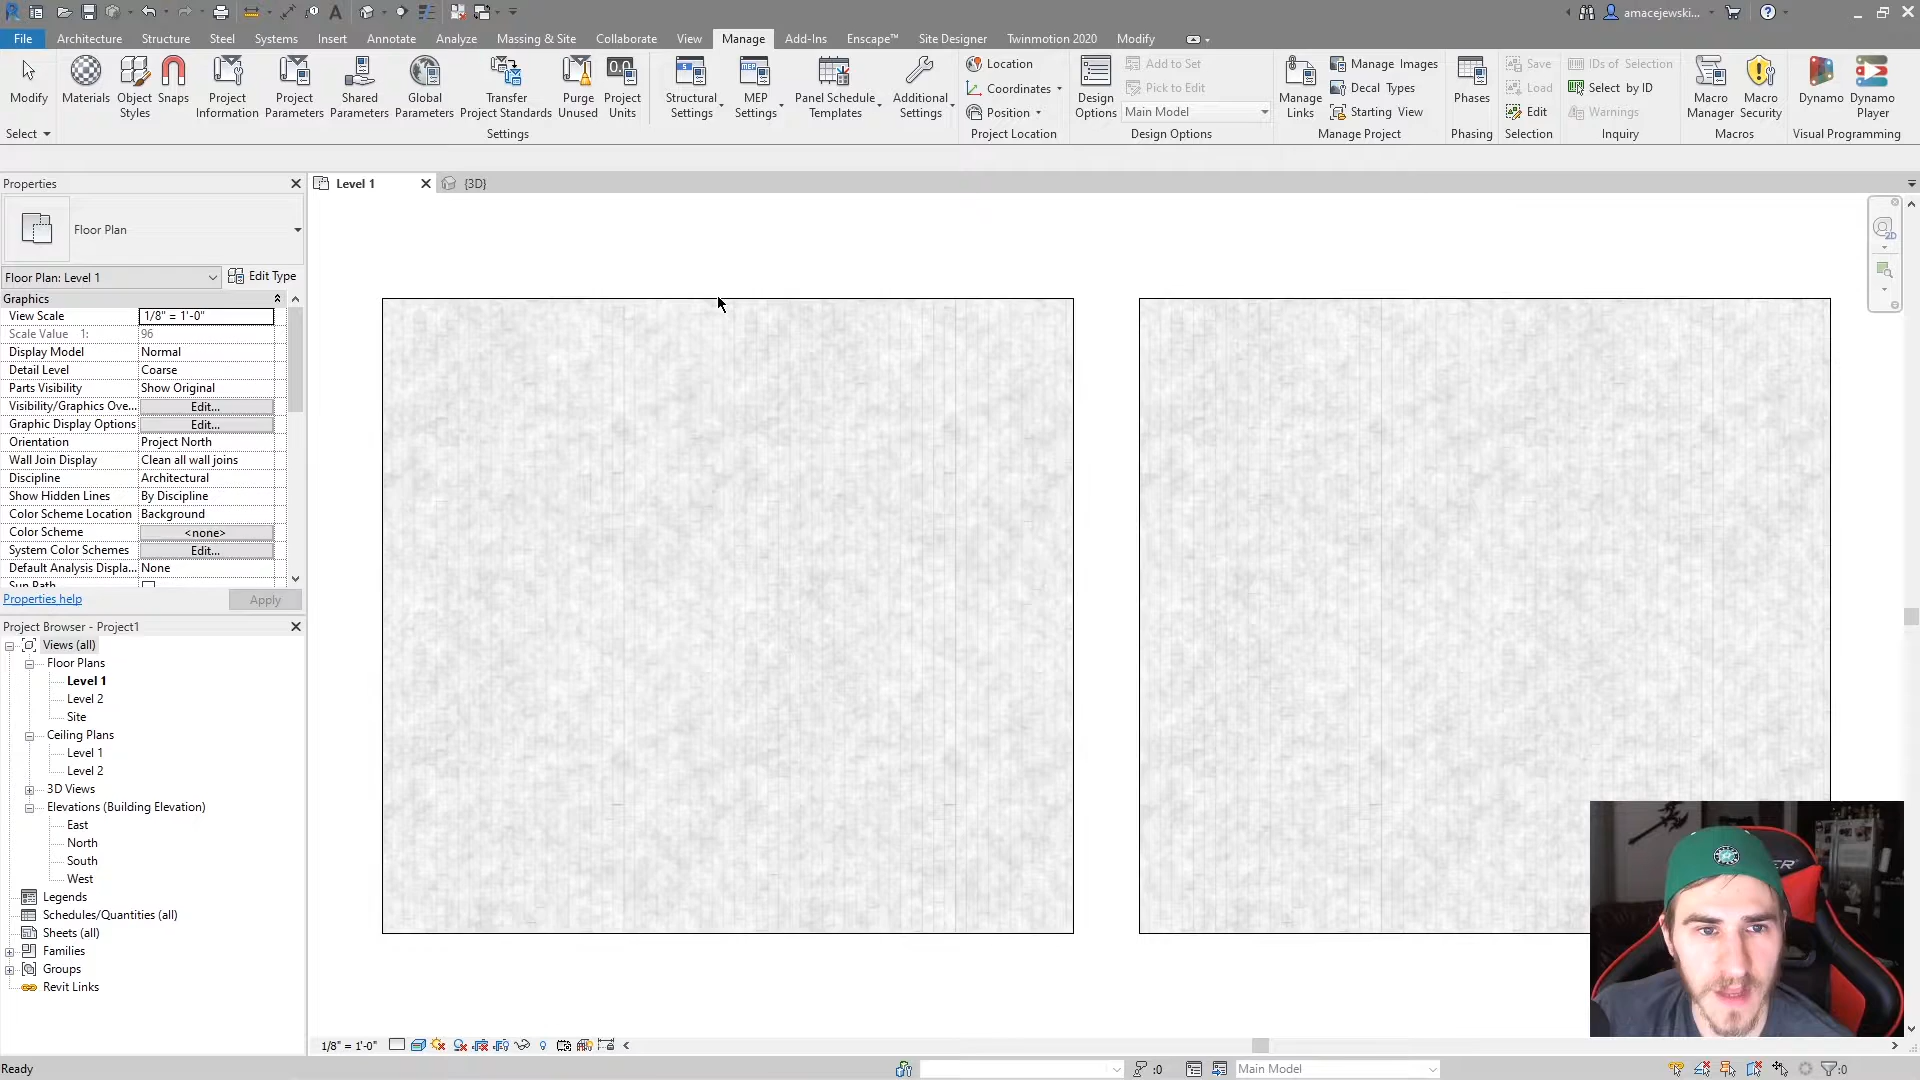 amacejewski...
File Architecture Structure Steel Systems Insert Annotate Analyze Massing & Site Collaborate View Manage Add-Ins Enscape™ Site Designer Twinmotion 2020 Modify
Modify
Materials
Object Styles
Snaps
Project Information
Project Parameters
Shared Parameters
Global Parameters
Transfer Project Standards
Purge Unused
Project Units
Structural Settings
MEP Settings
Panel Schedule Templates
Additional Settings
Location
Coordinates
Position
Design Options
Add to Set
Pick to Edit
Main Model
Manage Links
Manage Images
Decal Types
Starting View
Phases
Save
Load
Edit
IDs of Selection
Select by ID
Warnings
Macro Manager
Macro Security
Dynamo
Dynamo Player
Select Settings Project Location Design Options Manage Project Phasing Selection Inquiry Macros Visual Programming
Properties
Floor Plan
Floor Plan: Level 1 Edit Type
Graphics
View Scale 1/8" = 1'-0"
Scale Value 1: 96
Display Model Normal
Detail Level Coarse
Parts Visibility Show Original
Visibility/Graphics Ove... Edit...
Graphic Display Options Edit...
Orientation Project North
Wall Join Display Clean all wall joins
Discipline Architectural
Show Hidden Lines By Discipline
Color Scheme Location Background
Color Scheme <none>
System Color Schemes Edit...
Default Analysis Displa... None
Sun Path
Properties help Apply
Project Browser - Project1
Views (all)
Floor Plans
Level 1
Level 2
Site
Ceiling Plans
Level 1
Level 2
3D Views
Elevations (Building Elevation)
East
North
South
West
Legends
Schedules/Quantities (all)
Sheets (all)
Families
Groups
Revit Links
Level 1 {3D}
2D
1/8" = 1'-0"
Ready :0 Main Model :0